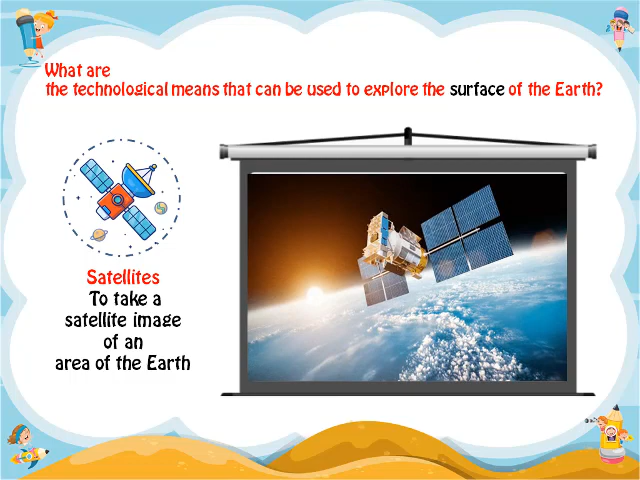 What are
the technological means that can be used to explore the surface of the Earth?
Satellites
To take a
satellite image
of an
area of the Earth